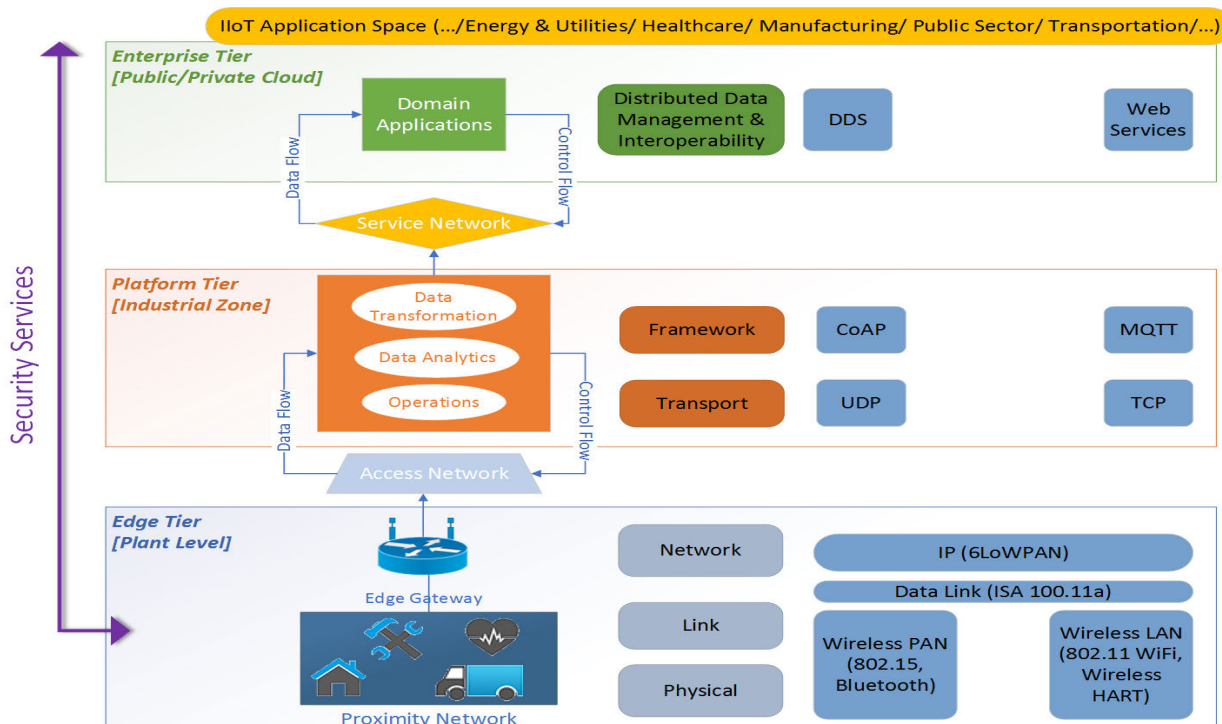 IIoT Application Space (.../Energy & Utilities/ Healthcare/ Manufacturing/ Public Sector/ Transportation/...)
Enterprise Tier
[Public/Private Cloud]
Domain
Applications
Distributed Data
Management &
Interoperability
DDS
Web
Services
Data Flow
Control Flow
Service Network
Security Services
Platform Tier
[Industrial Zone]
Data
Transformation
Data Analytics
Operations
Framework
CoAP
MQTT
Transport
UDP
TCP
Data Flow
Control Flow
Access Network
Edge Tier
[Plant Level]
Edge Gateway
Proximity Network
Network
IP (6LoWPAN)
Data Link (ISA 100.11a)
Link
Physical
Wireless PAN
(802.15,
Bluetooth)
Wireless LAN
(802.11 WiFi,
Wireless
HART)